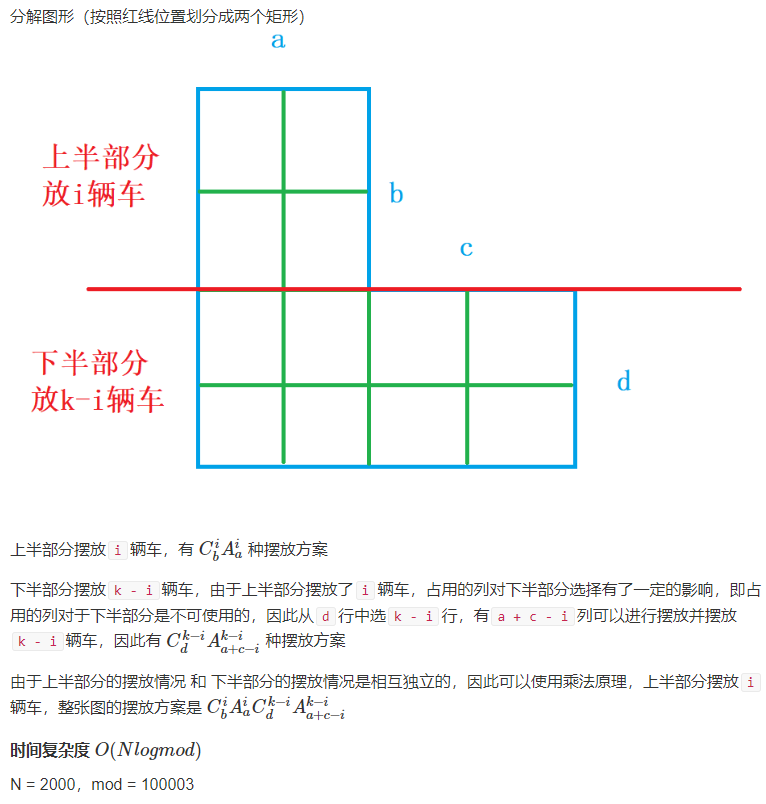 分解图形（按照红线位置划分成两个矩形）
a
上半部分
放i辆车
b
c
下半部分
放k-i辆车
d
上半部分摆放 i 辆车，有 $C_b^i A_a^i$ 种摆放方案
下半部分摆放 k - i 辆车，由于上半部分摆放了 i 辆车，占用的列对下半部分选择有了一定的影响，即占
用的列对于下半部分是不可使用的，因此从 d 行中选 k - i 行，有 a + c - i 列可以进行摆放并摆放
k - i 辆车，因此有 $C_d^{k-i} A_{a+c-i}^{k-i}$ 种摆放方案
由于上半部分的摆放情况 和 下半部分的摆放情况是相互独立的，因此可以使用乘法原理，上半部分摆放 i
辆车，整张图的摆放方案是 $C_b^i A_a^i C_d^{k-i} A_{a+c-i}^{k-i}$
时间复杂度 $O(Nlogmod)$
N = 2000，mod = 100003